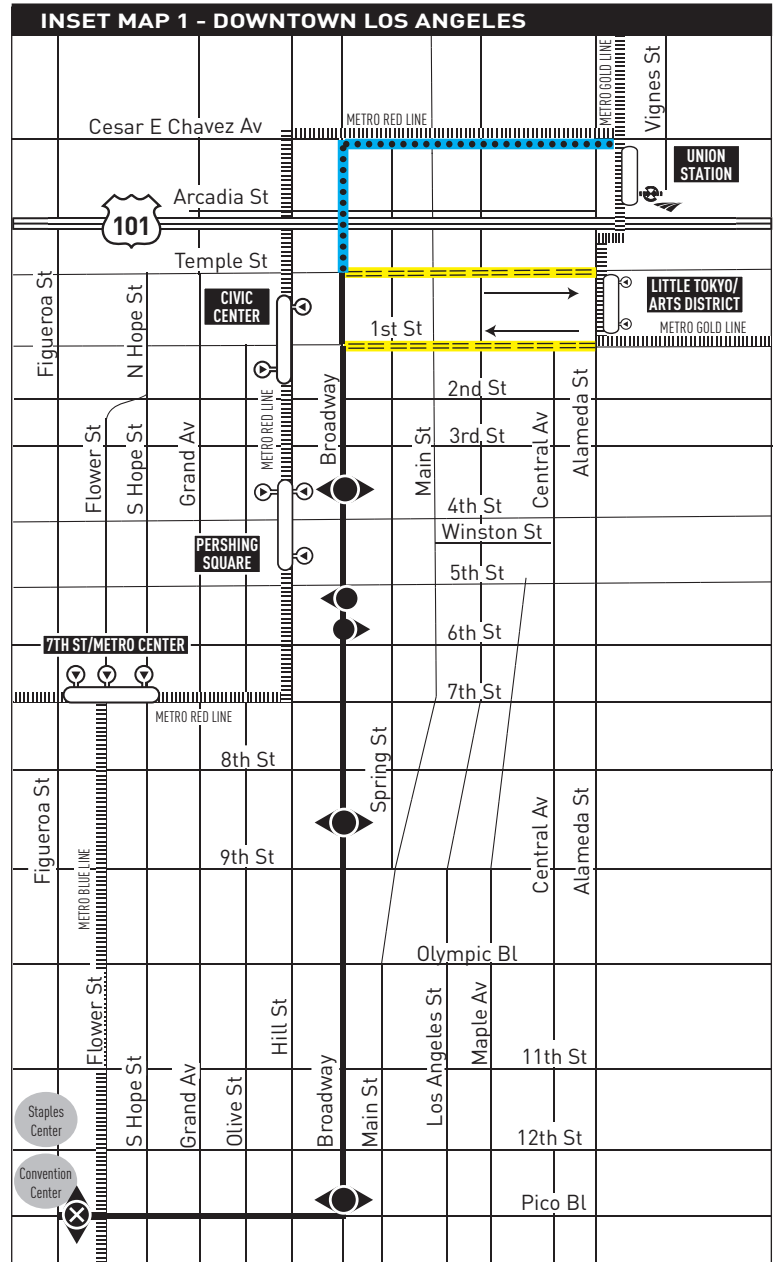 INSET MAP 1 - DOWNTOWN LOS ANGELES
METRO GOLD LINE
Vignes St
METRO RED LINE
Cesar E Chavez Av
UNION
STATION
Arcadia St
101
Temple St
Figueroa St
N Hope St
CIVIC
CENTER
LITTLE TOKYO/
ARTS DISTRICT
1st St
METRO GOLD LINE
2nd St
Flower St
S Hope St
Grand Av
METRO RED LINE
Broadway
Main St
3rd St
Central Av
Alameda St
4th St
Winston St
PERSHING
SQUARE
5th St
6th St
7TH ST/METRO CENTER
7th St
METRO RED LINE
8th St
Spring St
Figueroa St
METRO BLUE LINE
9th St
Central Av
Alameda St
Olympic Bl
Flower St
Hill St
Los Angeles St
Maple Av
11th St
S Hope St
Grand Av
Olive St
Broadway
Main St
Staples
Center
12th St
Convention
Center
Pico Bl